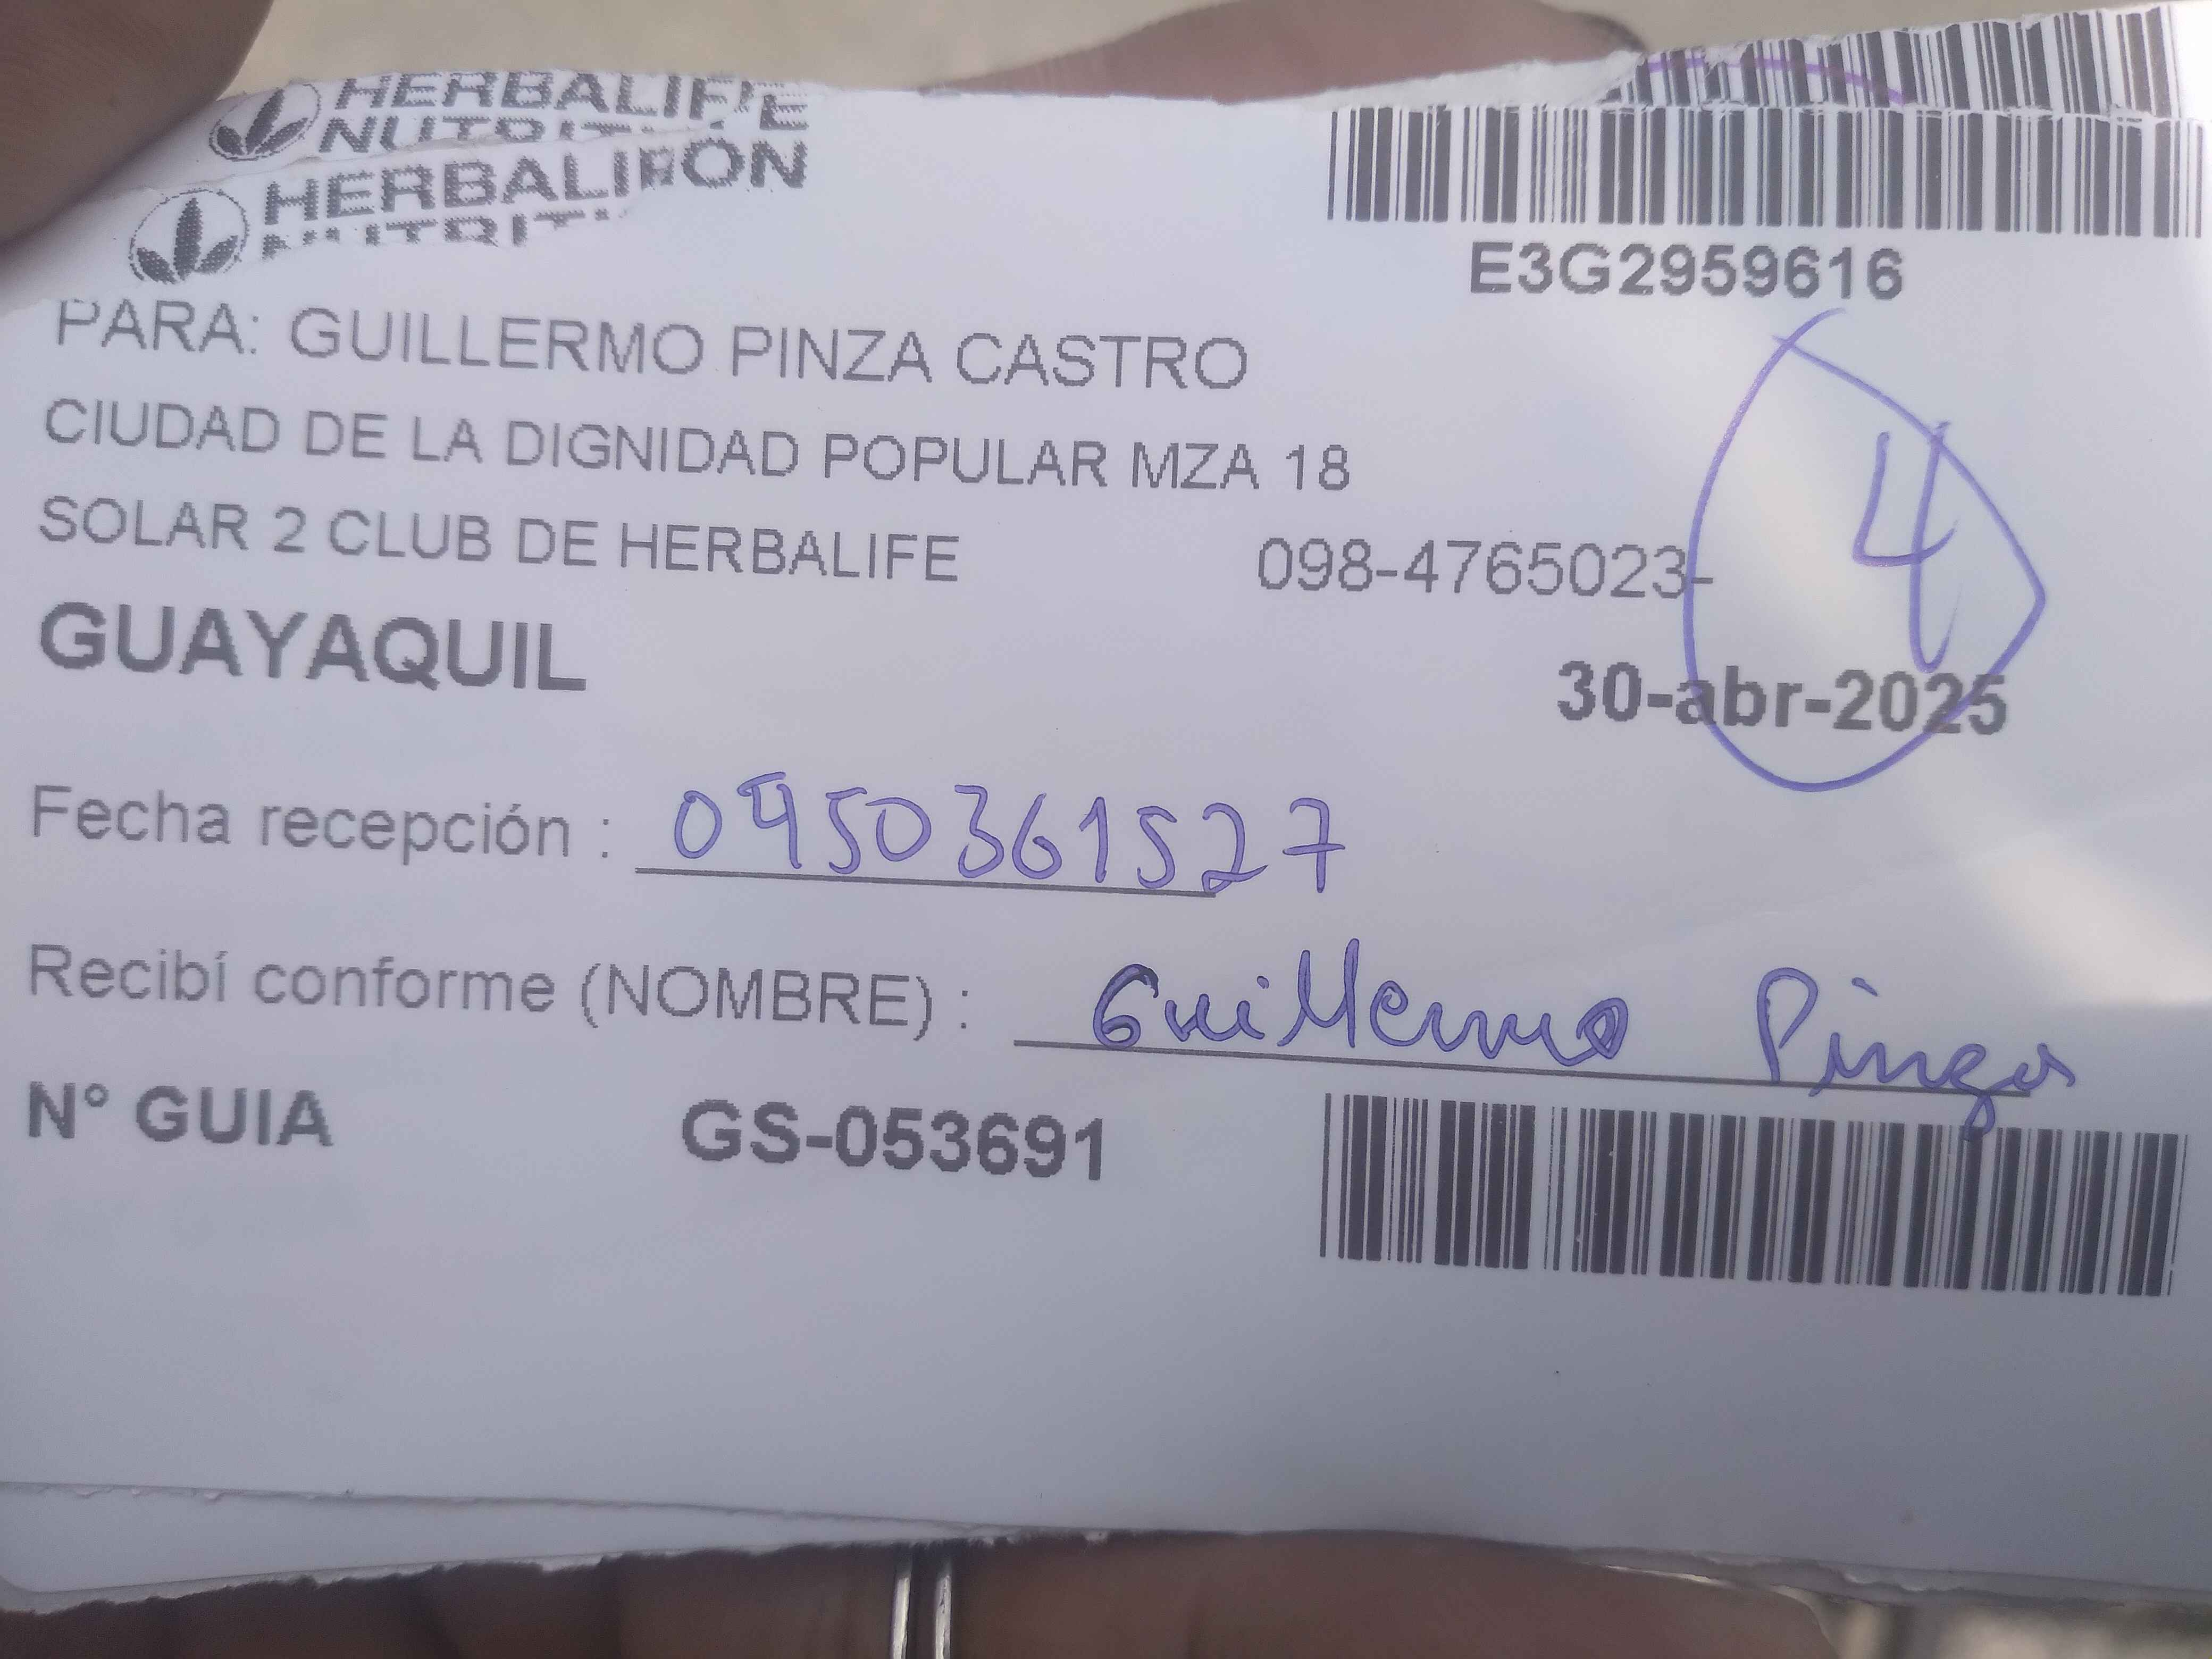 HERBALIFE
HERBALIF
PARA: GUILLERMO PINZA CASTRO
CIUDAD DE LA DIGNIDAD POPULAR MZA 18
SOLAR 2 CLUB DE HERBALIFE 098-4765023-
GUAYAQUIL
E3G2959616
4
30-abr-2025
Fecha recepción : 0950361527
Recibí conforme (NOMBRE) : Guillermo Pinza
N° GUIA GS-053691